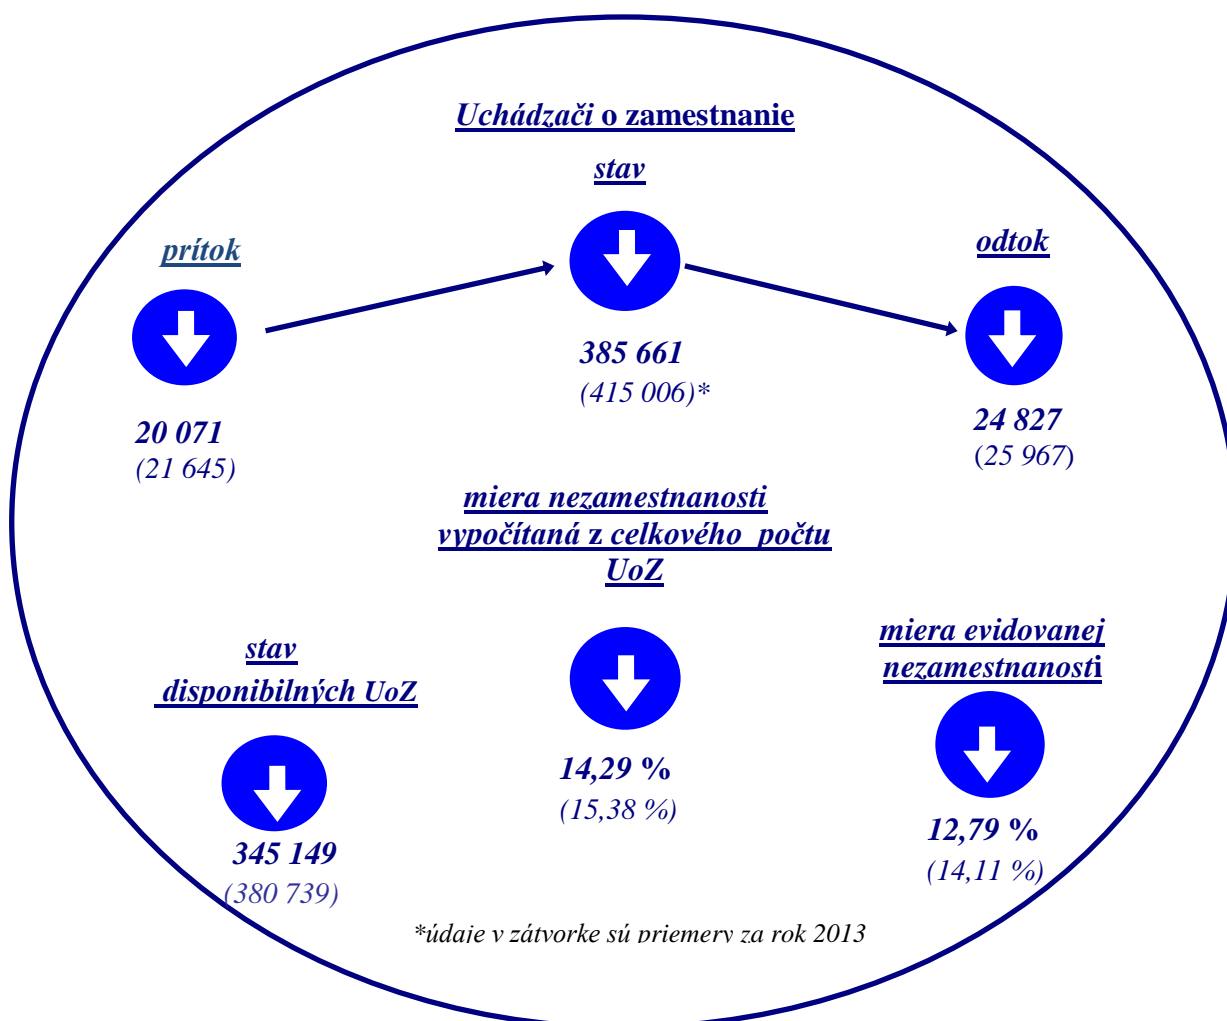 Uchádzači o zamestnanie
stav
prítok
odtok
385 661
(415 006)*
20 071
(21 645)
24 827
(25 967)
miera nezamestnanosti
vypočítaná z celkového počtu
UoZ
stav
disponibilných UoZ
miera evidovanej
nezamestnanosti
14,29 %
(15,38 %)
345 149
(380 739)
12,79 %
(14,11 %)
*údaje v zátvorke sú priemery za rok 2013